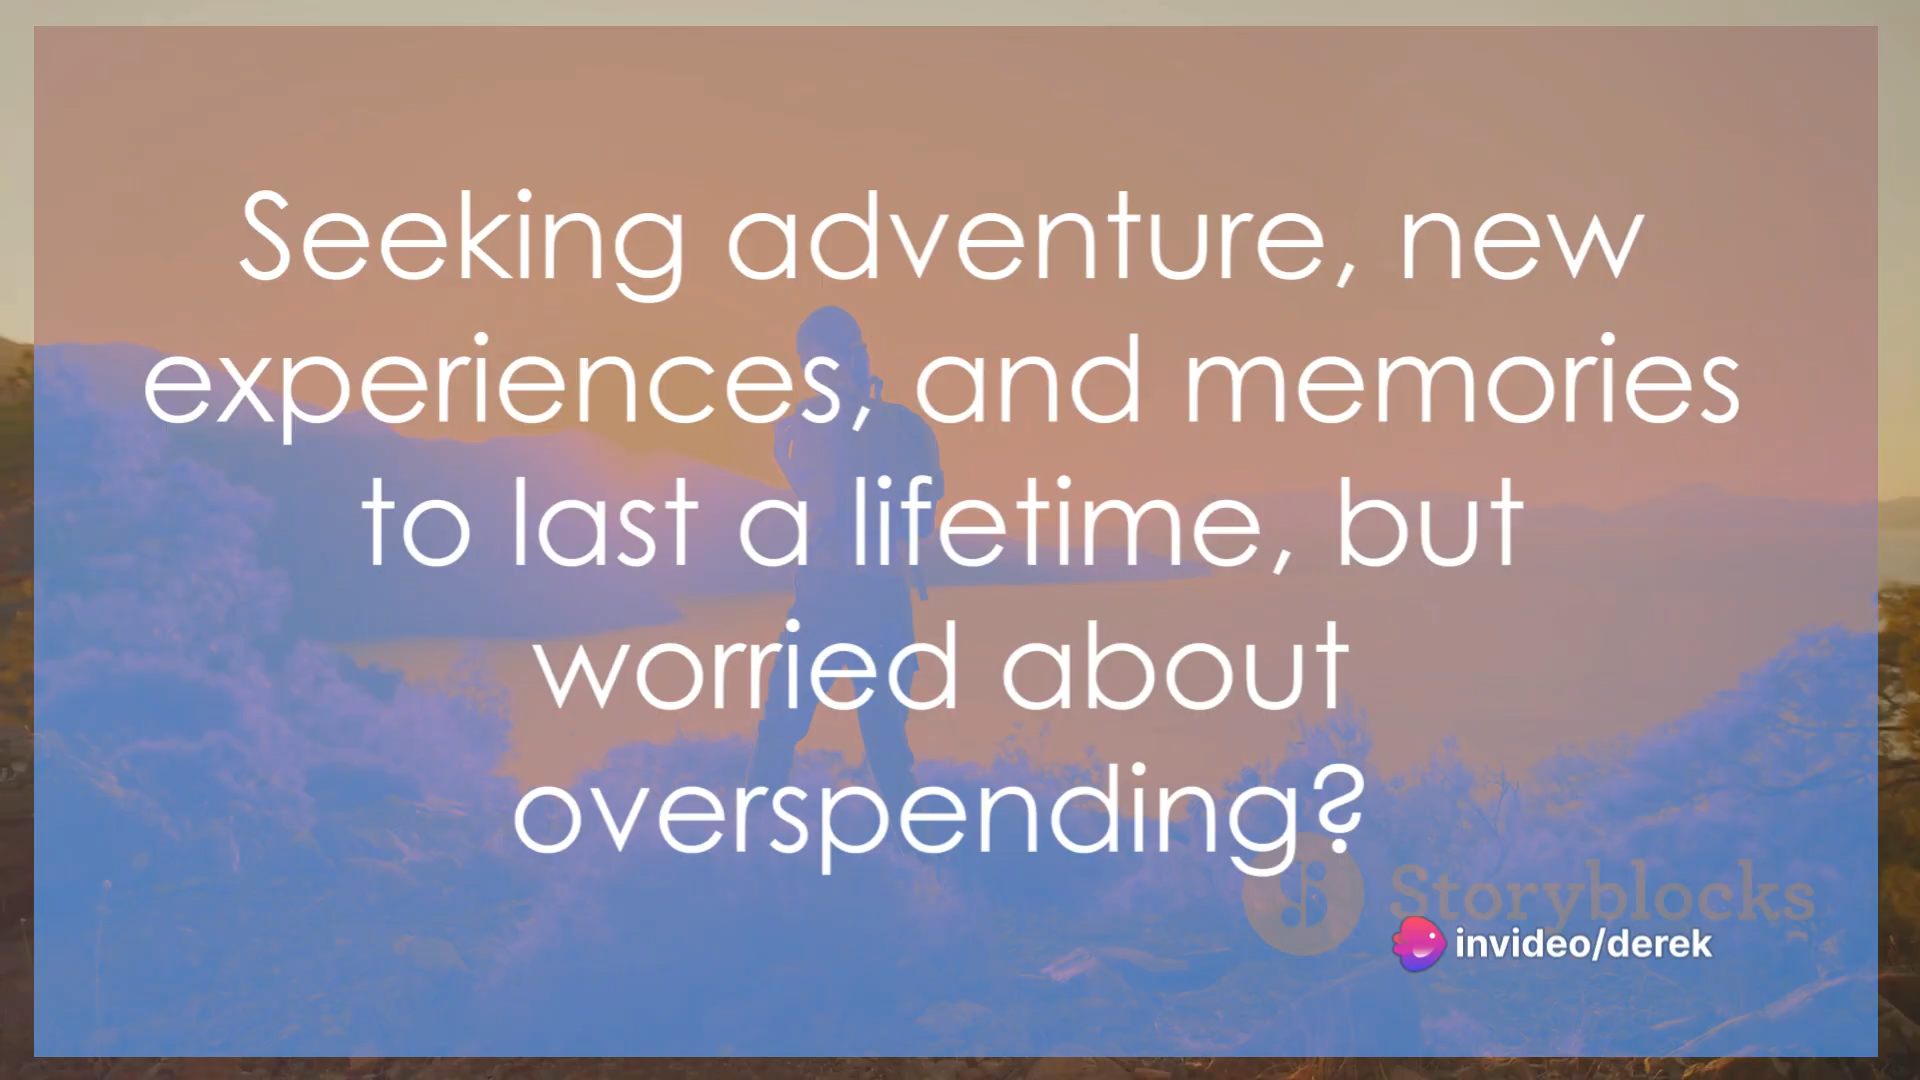 Seeking adventure, new
experiences, and memories
to last a lifetime, but
worried about
overspending?
Storyblocks
invideo/derek